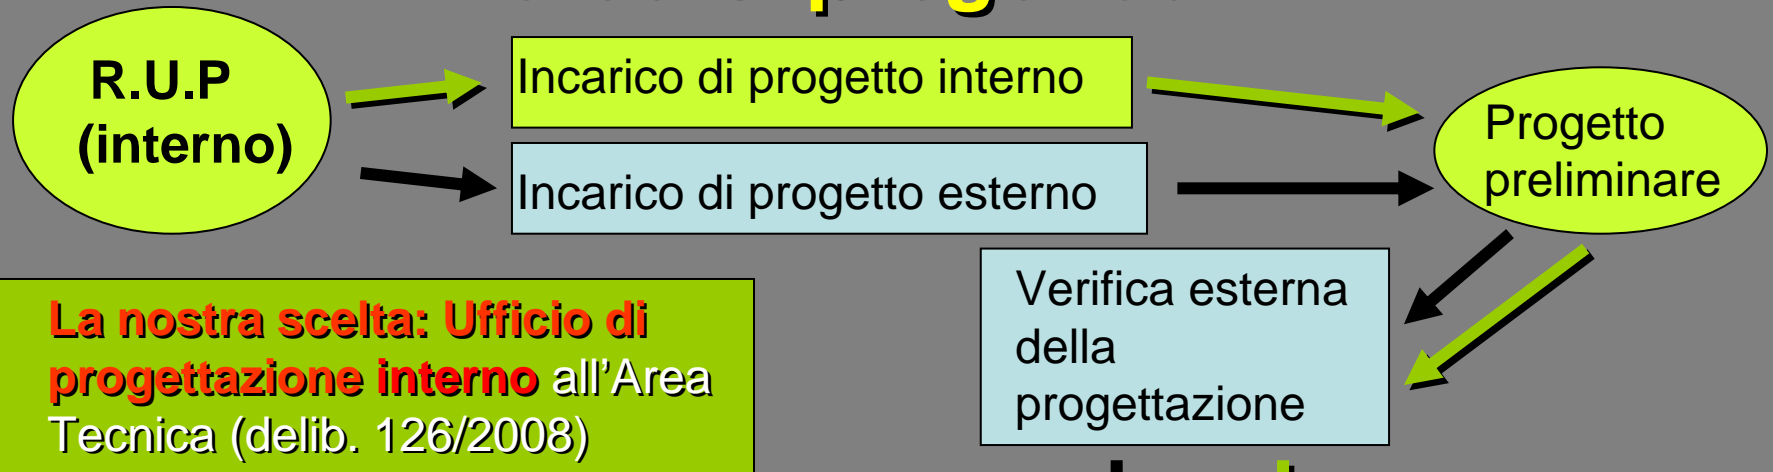 R.U.P
(interno)
Incarico di progetto interno
Incarico di progetto esterno
Progetto
preliminare
Verifica esterna
della
progettazione
La nostra scelta: Ufficio di
progettazione interno all'Area
Tecnica (delib. 126/2008)